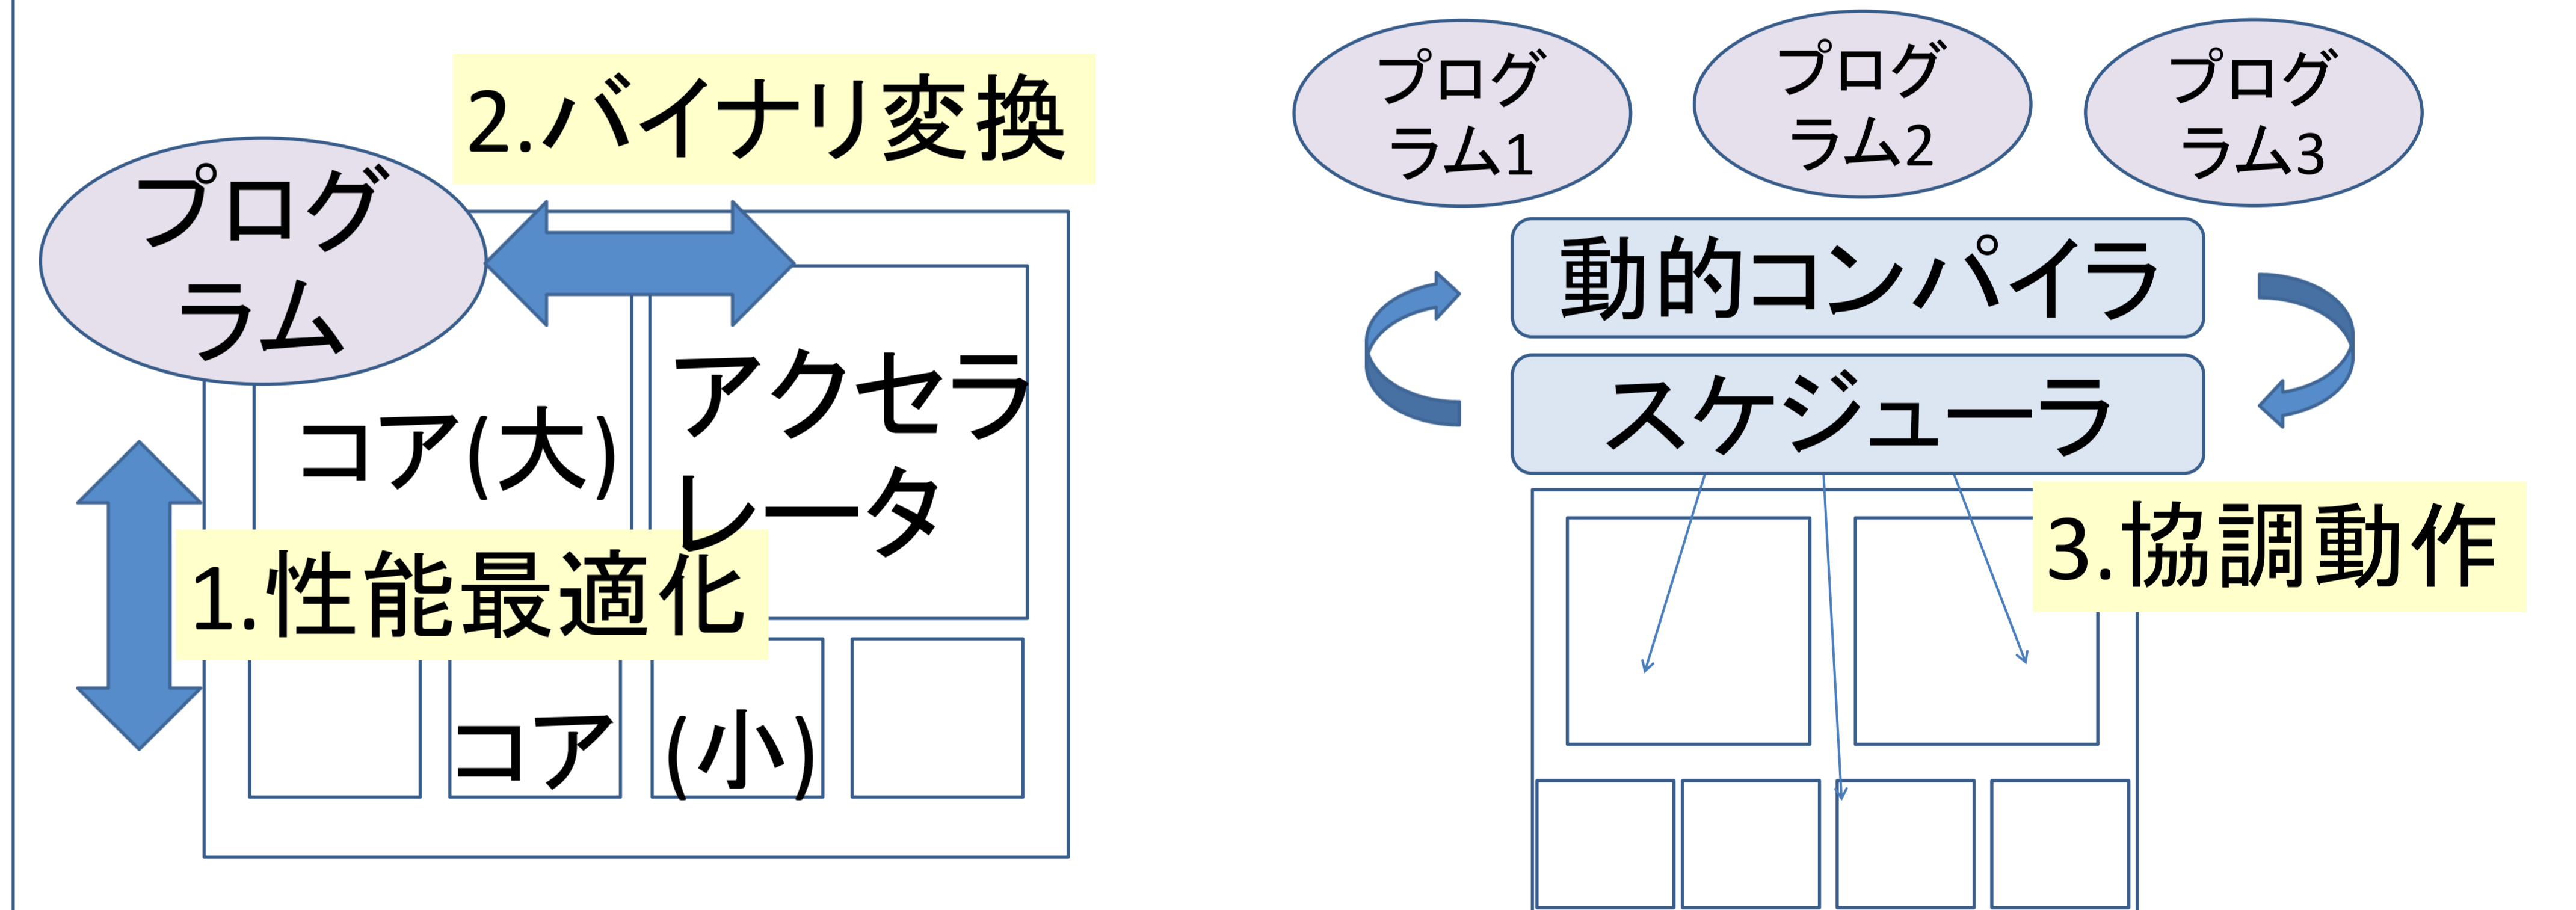 2.バイナリ変換
プログ
ラム
コア(大)
アクセラ
レータ
1.性能最適化
コア (小)
プログ
ラム1
プログ
ラム2
プログ
ラム3
動的コンパイラ
スケジューラ
3.協調動作